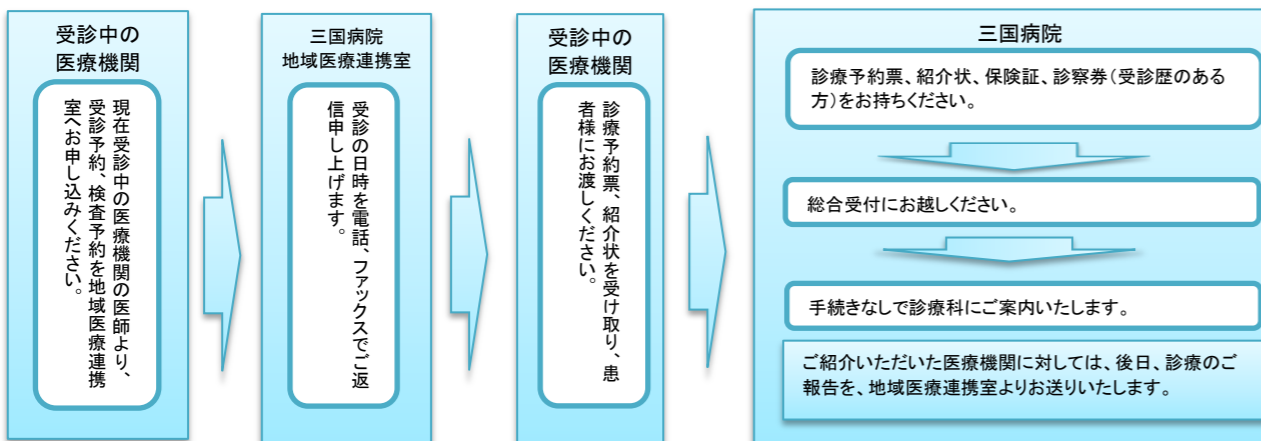 受診中の
医療機関
現在受診中の医療機関の医師より、
受診予約、検査予約を地域医療連携
室へお申し込みください。
三国病院
地域医療連携室
受診の日時を電話、ファックスでご返
信申し上げます。
受診中の
医療機関
診療予約票、紹介状を受け取り、患
者様にお渡しください。
三国病院
診療予約票、紹介状、保険証、診察券(受診歴のある
方)をお持ちください。
総合受付にお越しください。
手続きなしで診療科にご案内いたします。
ご紹介いただいた医療機関に対しては、後日、診療のご
報告を、地域医療連携室よりお送りいたします。